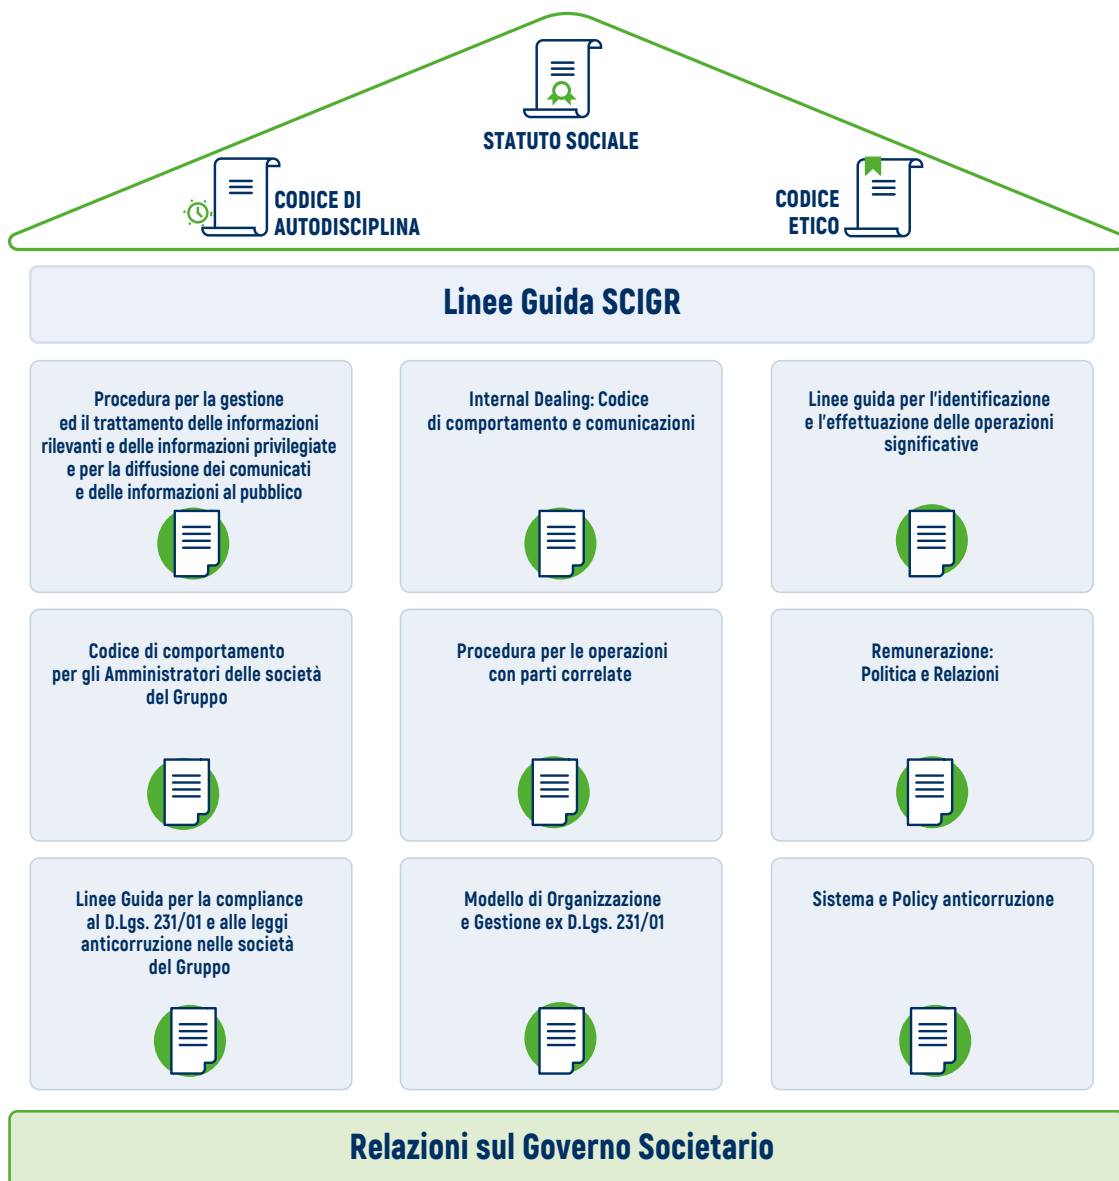 STATUTO SOCIALE
CODICE DI
AUTODISCIPLINA
CODICE
ETICO
Linee Guida SCIGR
Procedura per la gestione
ed il trattamento delle informazioni
rilevanti e delle informazioni privilegiate
e per la diffusione dei comunicati
e delle informazioni al pubblico
Internal Dealing: Codice
di comportamento e comunicazioni
Linee guida per l'identificazione
e l'effettuazione delle operazioni
significative
Codice di comportamento
per gli Amministratori delle società
del Gruppo
Procedura per le operazioni
con parti correlate
Remunerazione:
Politica e Relazioni
Linee Guida per la compliance
al D.Lgs. 231/01 e alle leggi
anticorruzione nelle società
del Gruppo
Modello di Organizzazione
e Gestione ex D.Lgs. 231/01
Sistema e Policy anticorruzione
Relazioni sul Governo Societario